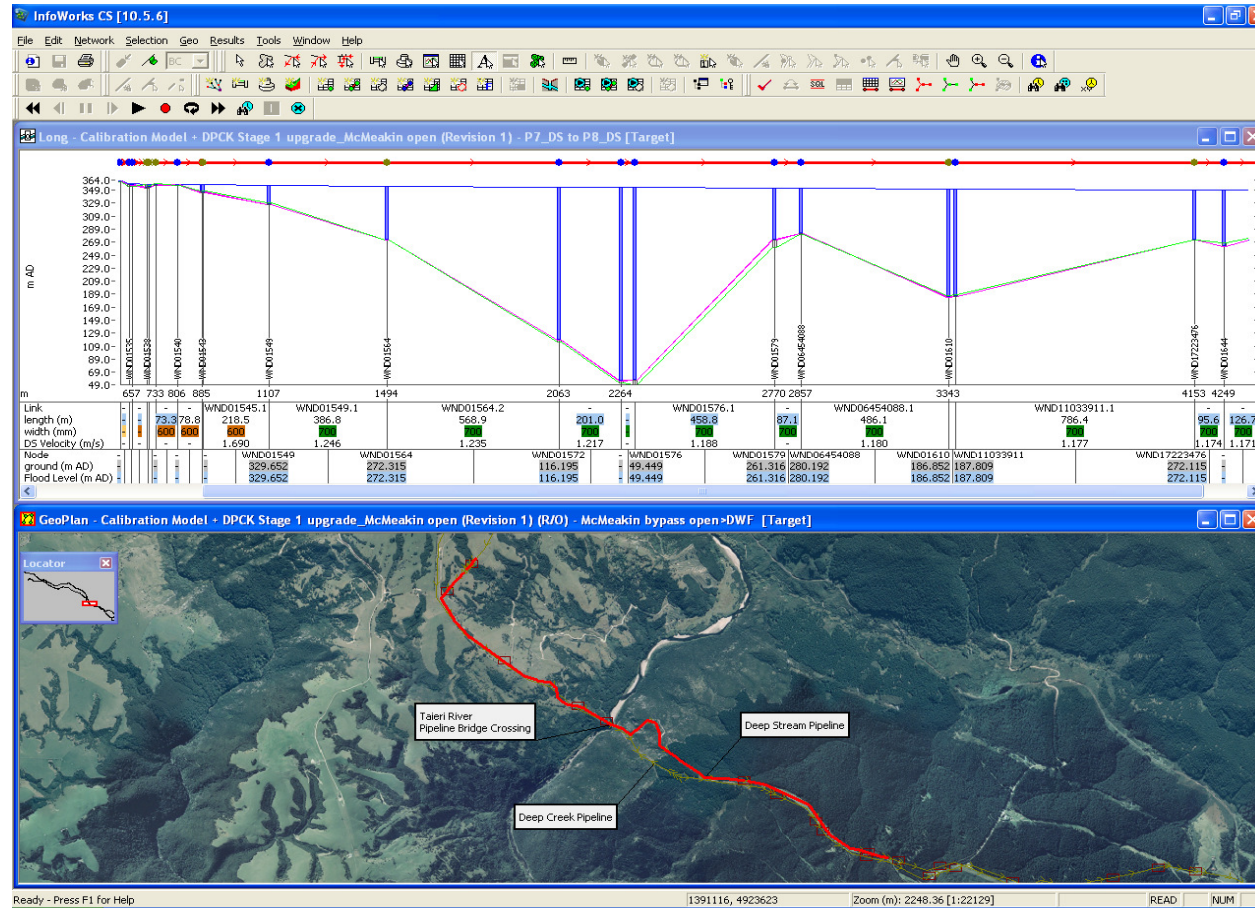 InfoWorks CS [10.5.6]
File Edit Network Selection Geo Results Tools Window Help
BC
SQL
Long - Calibration Model + DPCK Stage 1 upgrade_McMeakin open (Revision 1) - P7_DS to P8_DS [Target]
364.0
349.0
329.0
309.0
289.0
269.0
249.0
229.0
209.0
189.0
169.0
149.0
129.0
109.0
89.0
69.0
49.0
m AD
WND01535
WND01538
WND01540
WND01543
WND01549
WND01564
WND01579
WND06454088
WND01610
WND17223476
WND01644
m 657 733 806 885 1107 1494 2063 2264 2770 2857 3343 4153 4249
Link - - - - WND01545.1 WND01549.1 WND01564.2 - - WND01576.1 - WND06454088.1 WND11033911.1 - -
length (m) - - 73.3 78.8 218.5 386.8 568.9 201.0 - 458.8 87.1 486.1 786.4 95.6 126.7
width (mm) - - 600 600 600 700 700 700 - 700 700 700 700 700 700
DS Velocity (m/s) - - - - 1.690 1.246 1.235 1.217 - 1.188 - 1.180 1.177 1.174 1.171
Node WND01549 WND01564 WND01572 - WND01576 WND01579 WND06454088 WND01610 WND11033911 WND17223476 -
ground (m AD) 329.652 272.315 116.195 - 49.449 261.316 280.192 186.852 187.809 272.115 -
Flood Level (m AD) 329.652 272.315 116.195 - 49.449 261.316 280.192 186.852 187.809 272.115 -
GeoPlan - Calibration Model + DPCK Stage 1 upgrade_McMeakin open (Revision 1) (R/O) - McMeakin bypass open>DWF [Target]
Locator
Taieri River
Pipeline Bridge Crossing
Deep Stream Pipeline
Deep Creek Pipeline
Ready - Press F1 for Help 1391116, 4923623 Zoom (m): 2248.36 [1:22129] READ NUM